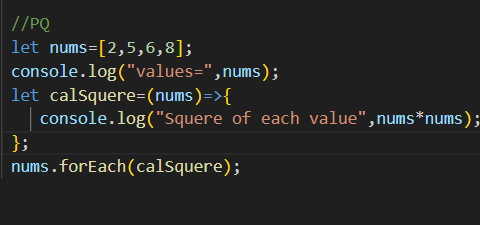 //PQ
let nums=[2,5,6,8];
console.log("values=",nums);
let calSquere=(nums)=>{
console.log("Squere of each value",nums*nums);
};
nums.forEach(calSquere);